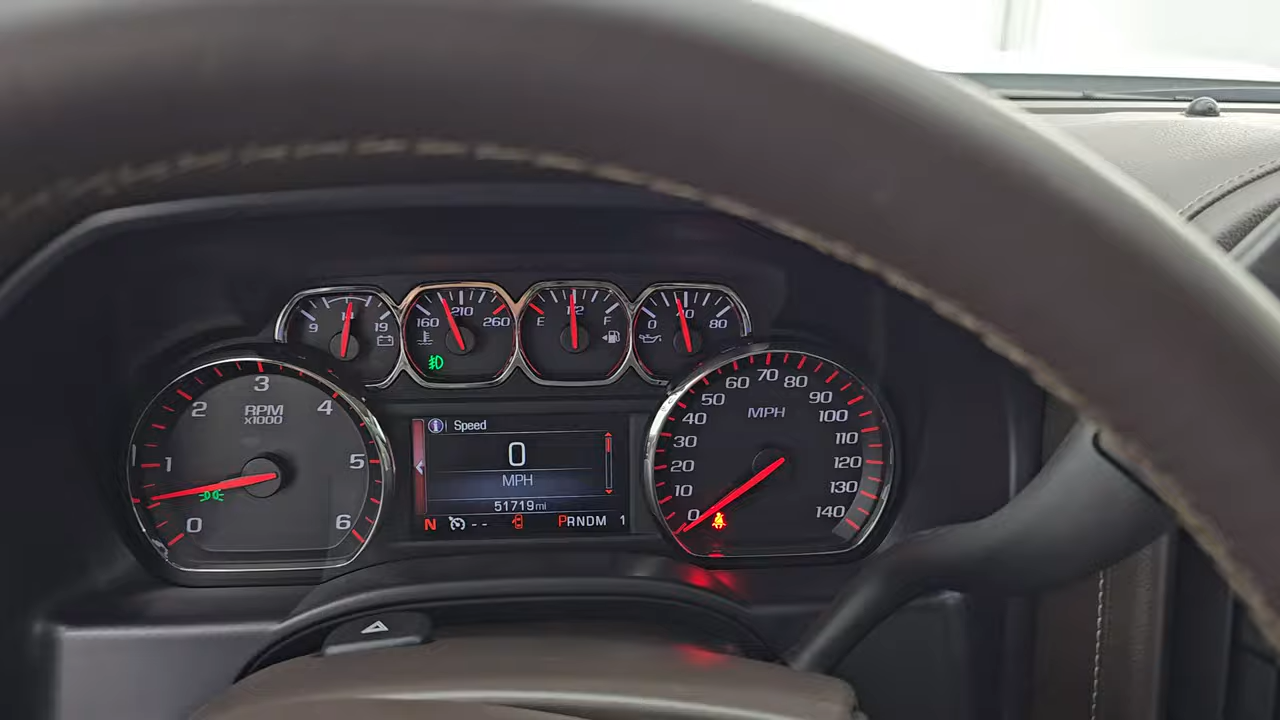 9 14 19
160 210 260
E 1/2 F
0 40 80
0 1 2 3 4 5 6
RPM
x1000
Speed
0
MPH
51719 mi
N -- PRNDM 1
0 10 20 30 40 50 60 70 80 90 100 110 120 130 140
MPH